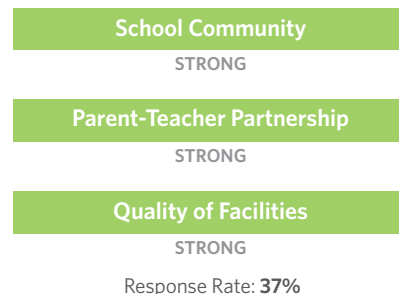 School Community
STRONG
Parent-Teacher Partnership
STRONG
Quality of Facilities
STRONG
Response Rate: 37%